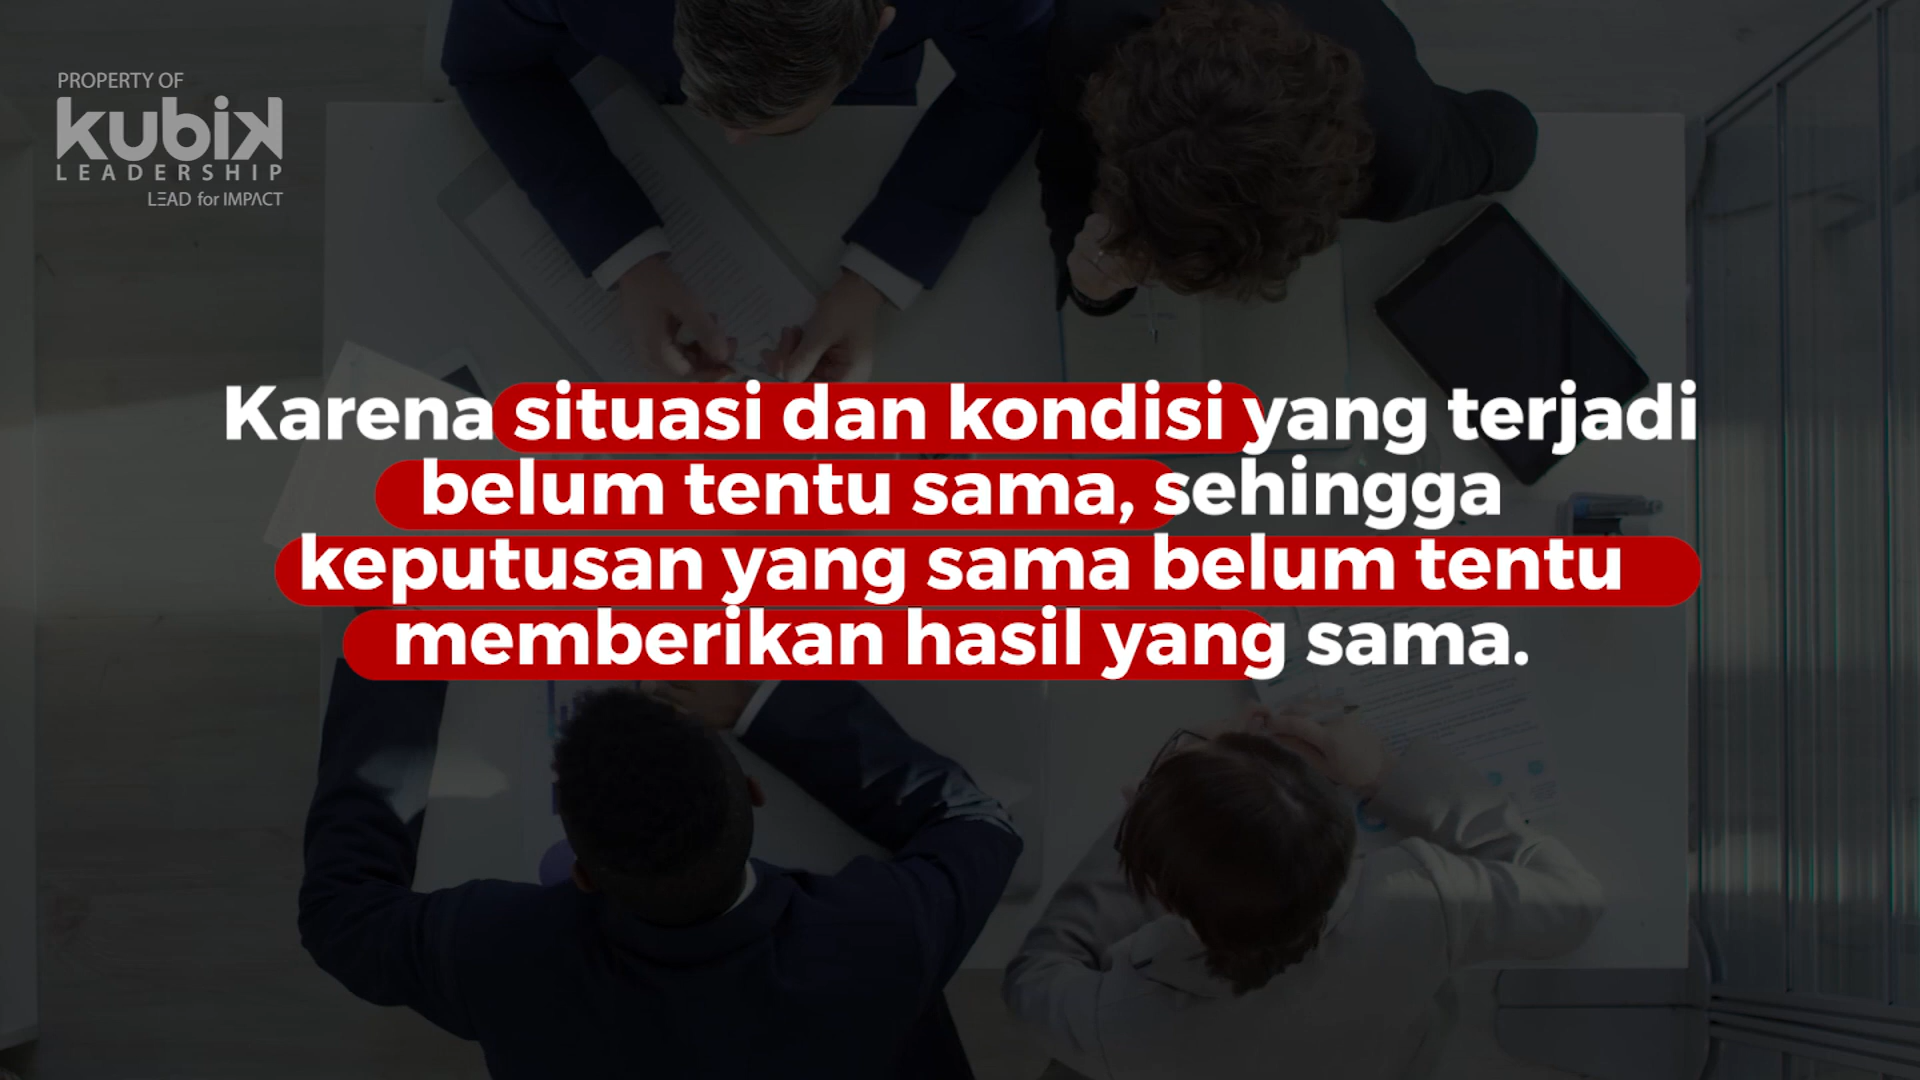 PROPERTY OF
kubik
LEADERSHIP
LEAD for IMPACT
Karena situasi dan kondisi yang terjadi
belum tentu sama, sehingga
keputusan yang sama belum tentu
memberikan hasil yang sama.